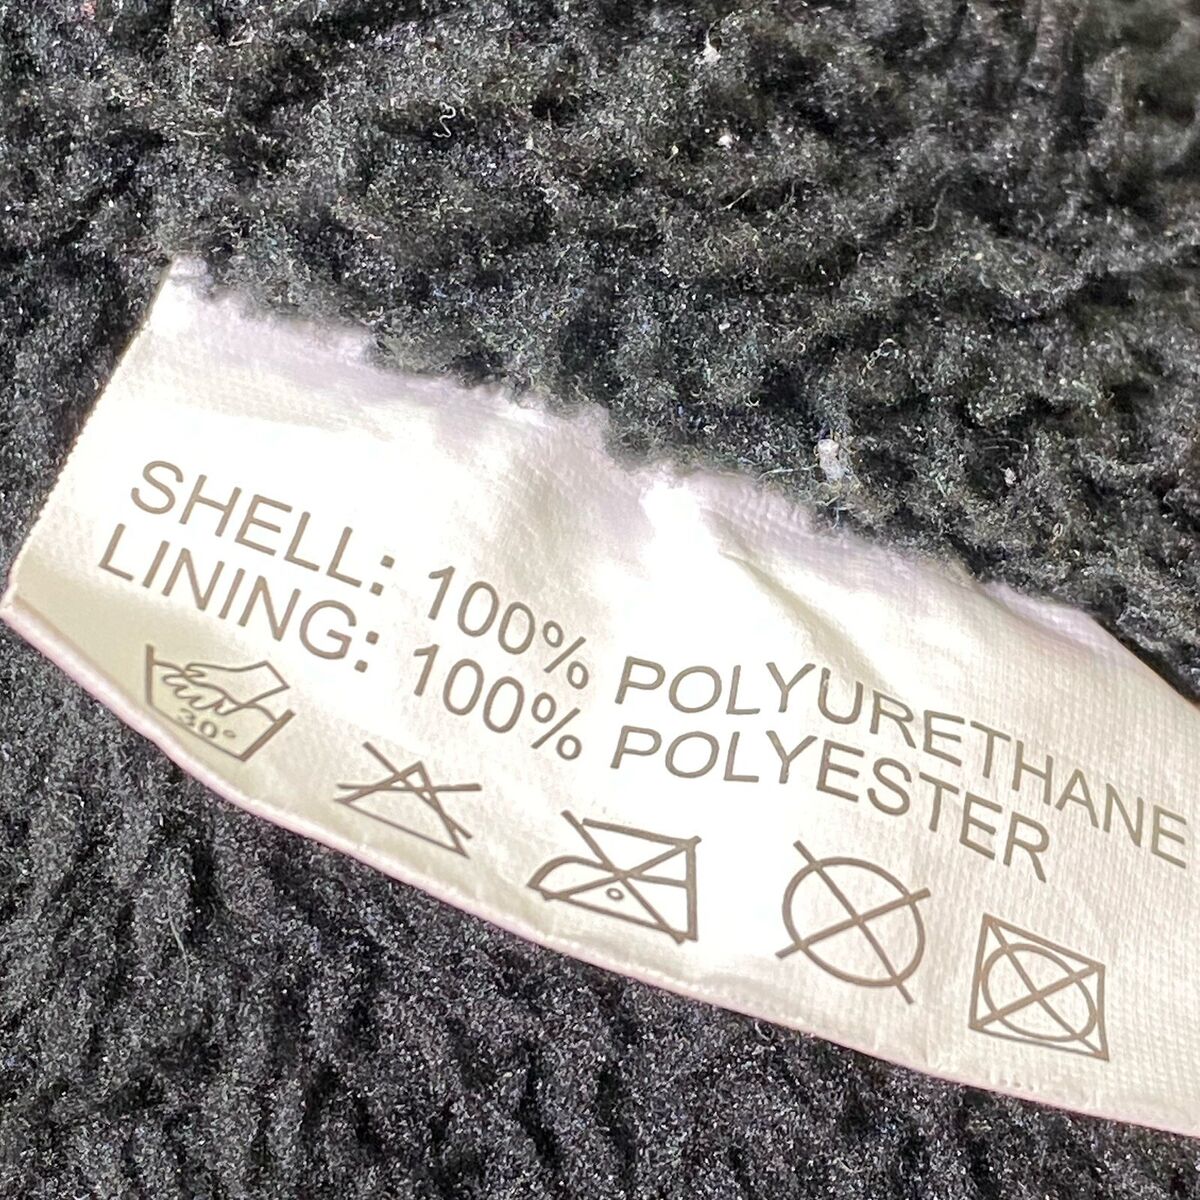 SHELL: 100% POLYURETHANE
LINING: 100% POLYESTER
30°